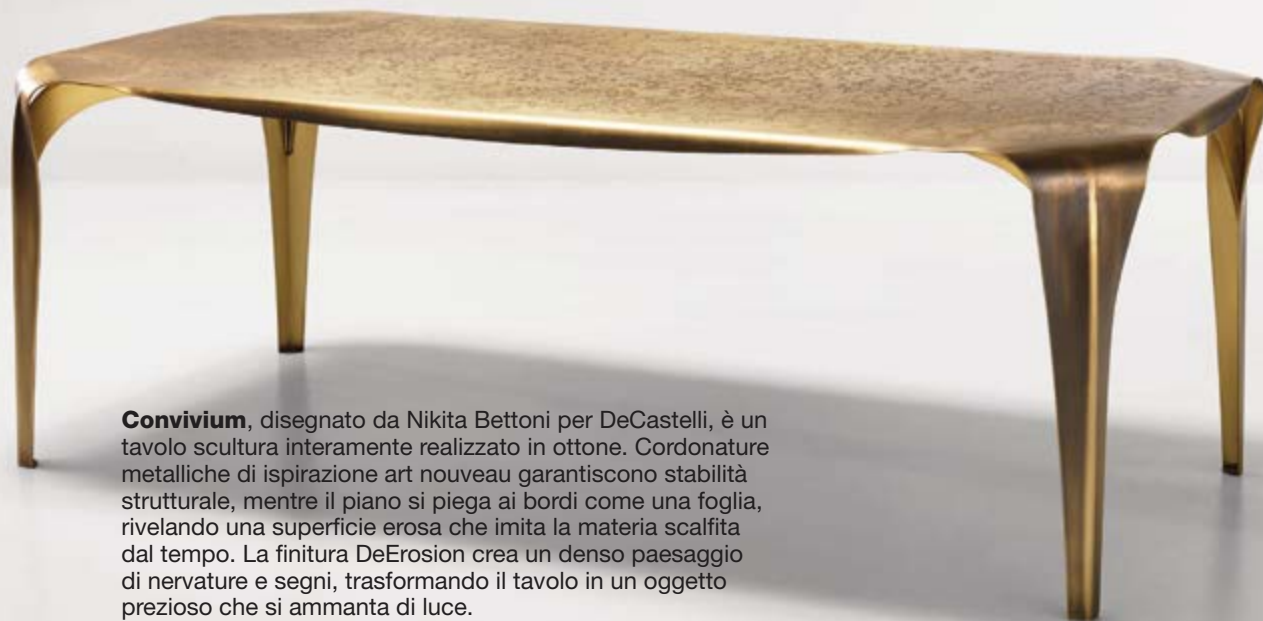 Convivium, disegnato da Nikita Bettoni per DeCastelli, è un
tavolo scultura interamente realizzato in ottone. Cordonature
metalliche di ispirazione art nouveau garantiscono stabilità
strutturale, mentre il piano si piega ai bordi come una foglia,
rivelando una superficie erosa che imita la materia scalfita
dal tempo. La finitura DeErosion crea un denso paesaggio
di nervature e segni, trasformando il tavolo in un oggetto
prezioso che si ammanta di luce.